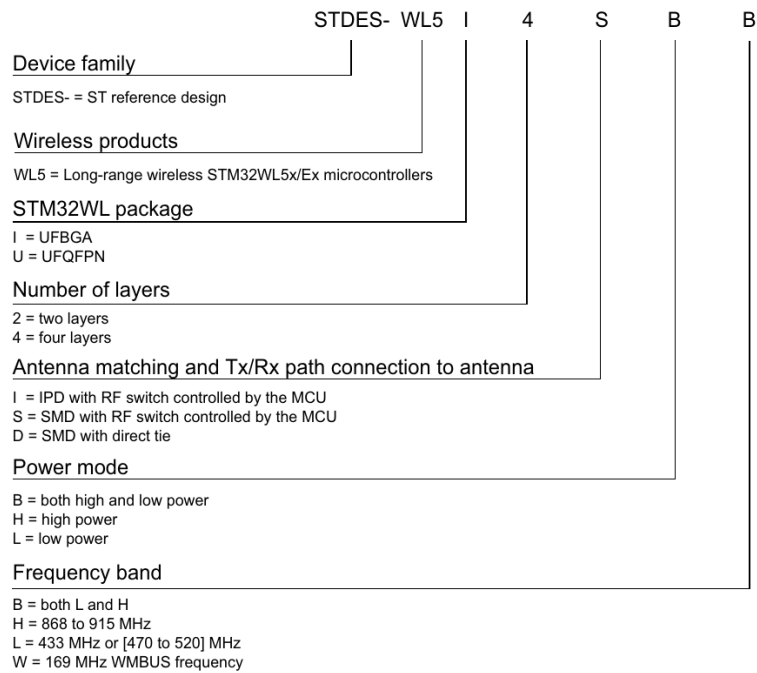 STDES- WL5 I 4 S B B
Device family
STDES- = ST reference design
Wireless products
WL5 = Long-range wireless STM32WL5x/Ex microcontrollers
STM32WL package
I = UFBGA
U = UFQFPN
Number of layers
2 = two layers
4 = four layers
Antenna matching and Tx/Rx path connection to antenna
I = IPD with RF switch controlled by the MCU
S = SMD with RF switch controlled by the MCU
D = SMD with direct tie
Power mode
B = both high and low power
H = high power
L = low power
Frequency band
B = both L and H
H = 868 to 915 MHz
L = 433 MHz or [470 to 520] MHz
W = 169 MHz WMBUS frequency